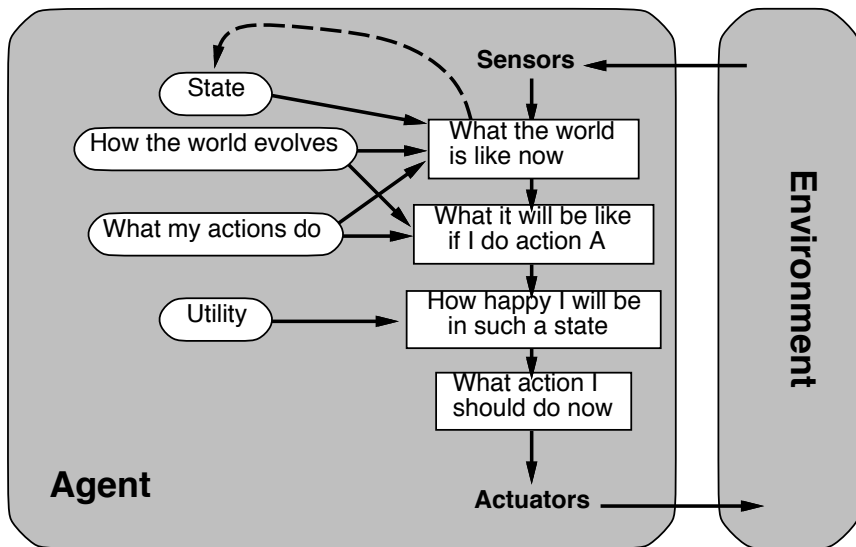 Sensors
State
What the world
is like now
How the world evolves
What my actions do
What it will be like
if I do action A
Utility
How happy I will be
in such a state
What action I
should do now
Agent
Actuators
Environment